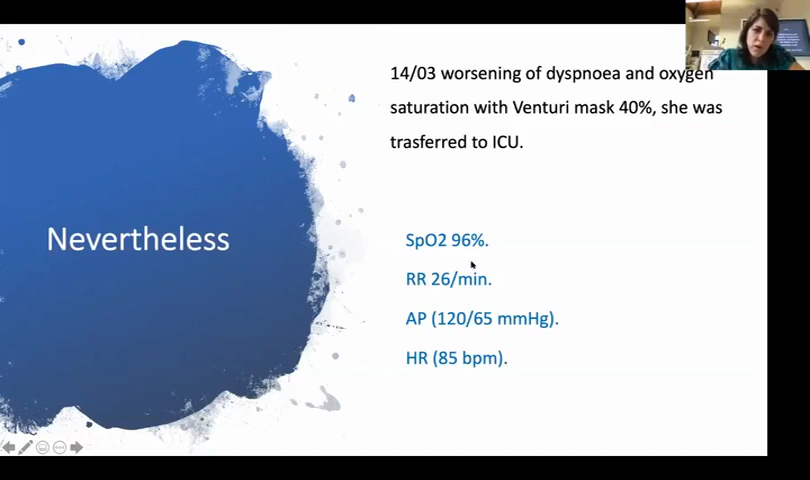 14/03 worsening of dyspnoea and oxygen
saturation with Venturi mask 40%, she was
trasferred to ICU.
Nevertheless
SpO2 96%.
RR 26/min.
AP (120/65 mmHg).
HR (85 bpm).